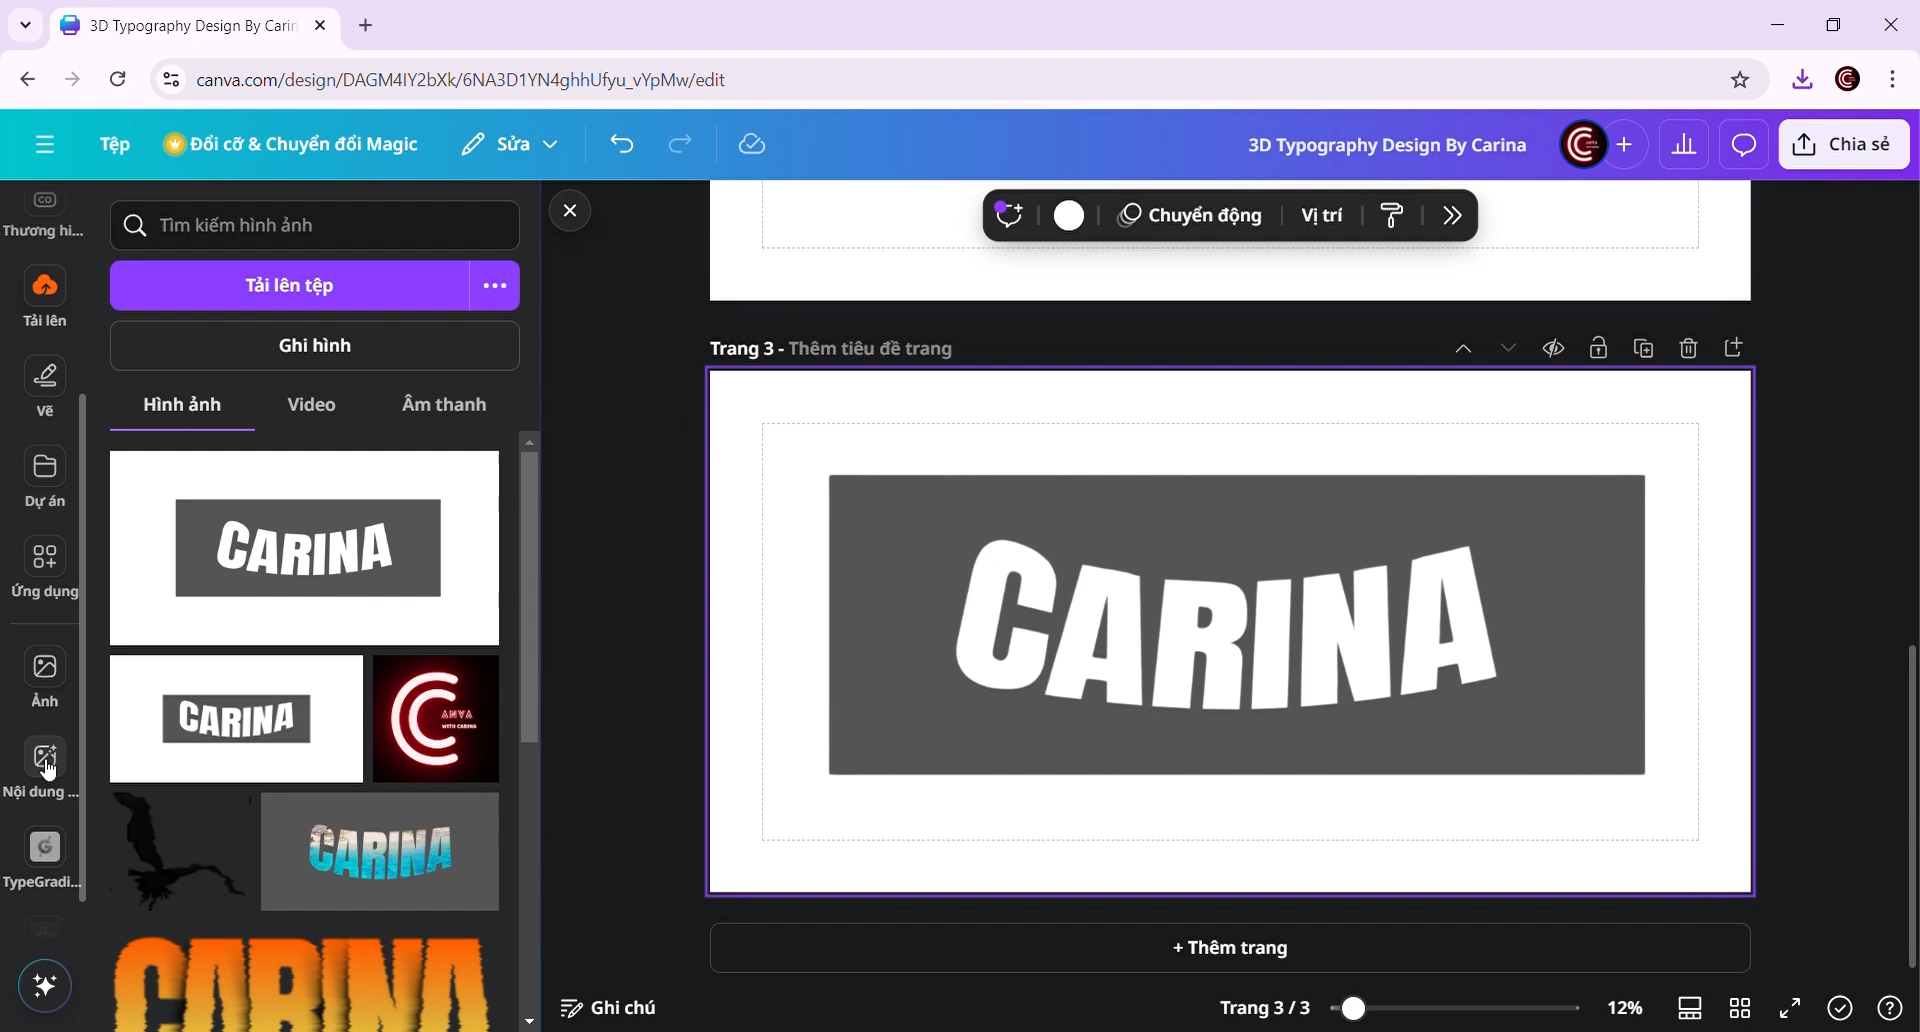 3D Typography Design By Carin
canva.com/design/DAGM4IY2bXk/6NA3D1YN4ghhUfyu_vYpMw/edit
Tệp
Đổi cỡ & Chuyển đổi Magic
Sửa
3D Typography Design By Carina
Chia sẻ
Thương hi...
Tải lên
Vẽ
Dự án
Ứng dụng
Ảnh
Nội dung ...
TypeGradi...
Tìm kiếm hình ảnh
Tải lên tệp
Ghi hình
Hình ảnh
Video
Âm thanh
CARINA
CARINA
ANVA
WITH CARINA
CARINA
CARINA
Chuyển động
Vị trí
Trang 3 - Thêm tiêu đề trang
CARINA
+ Thêm trang
Ghi chú
Trang 3 / 3
12%